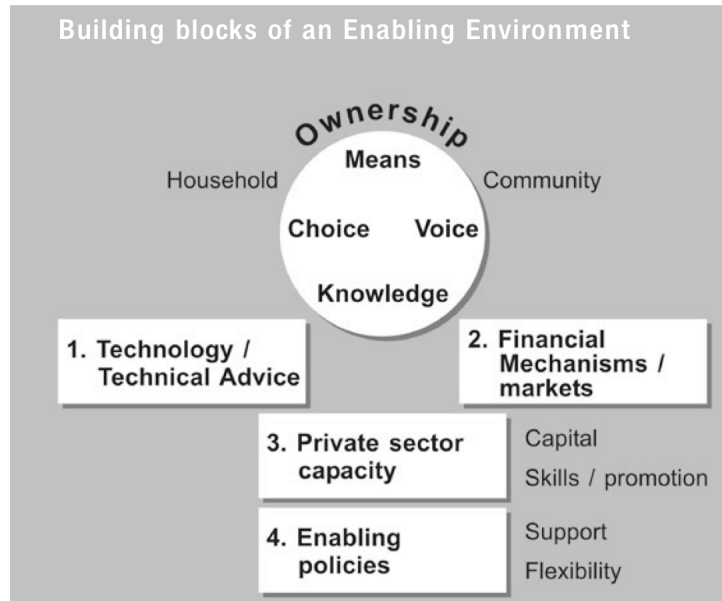 Building blocks of an Enabling Environment
Ownership
Means
Household
Community
Choice
Voice
Knowledge
1. Technology /
Technical Advice
2. Financial
Mechanisms /
markets
3. Private sector
capacity
Capital
Skills / promotion
4. Enabling
policies
Support
Flexibility